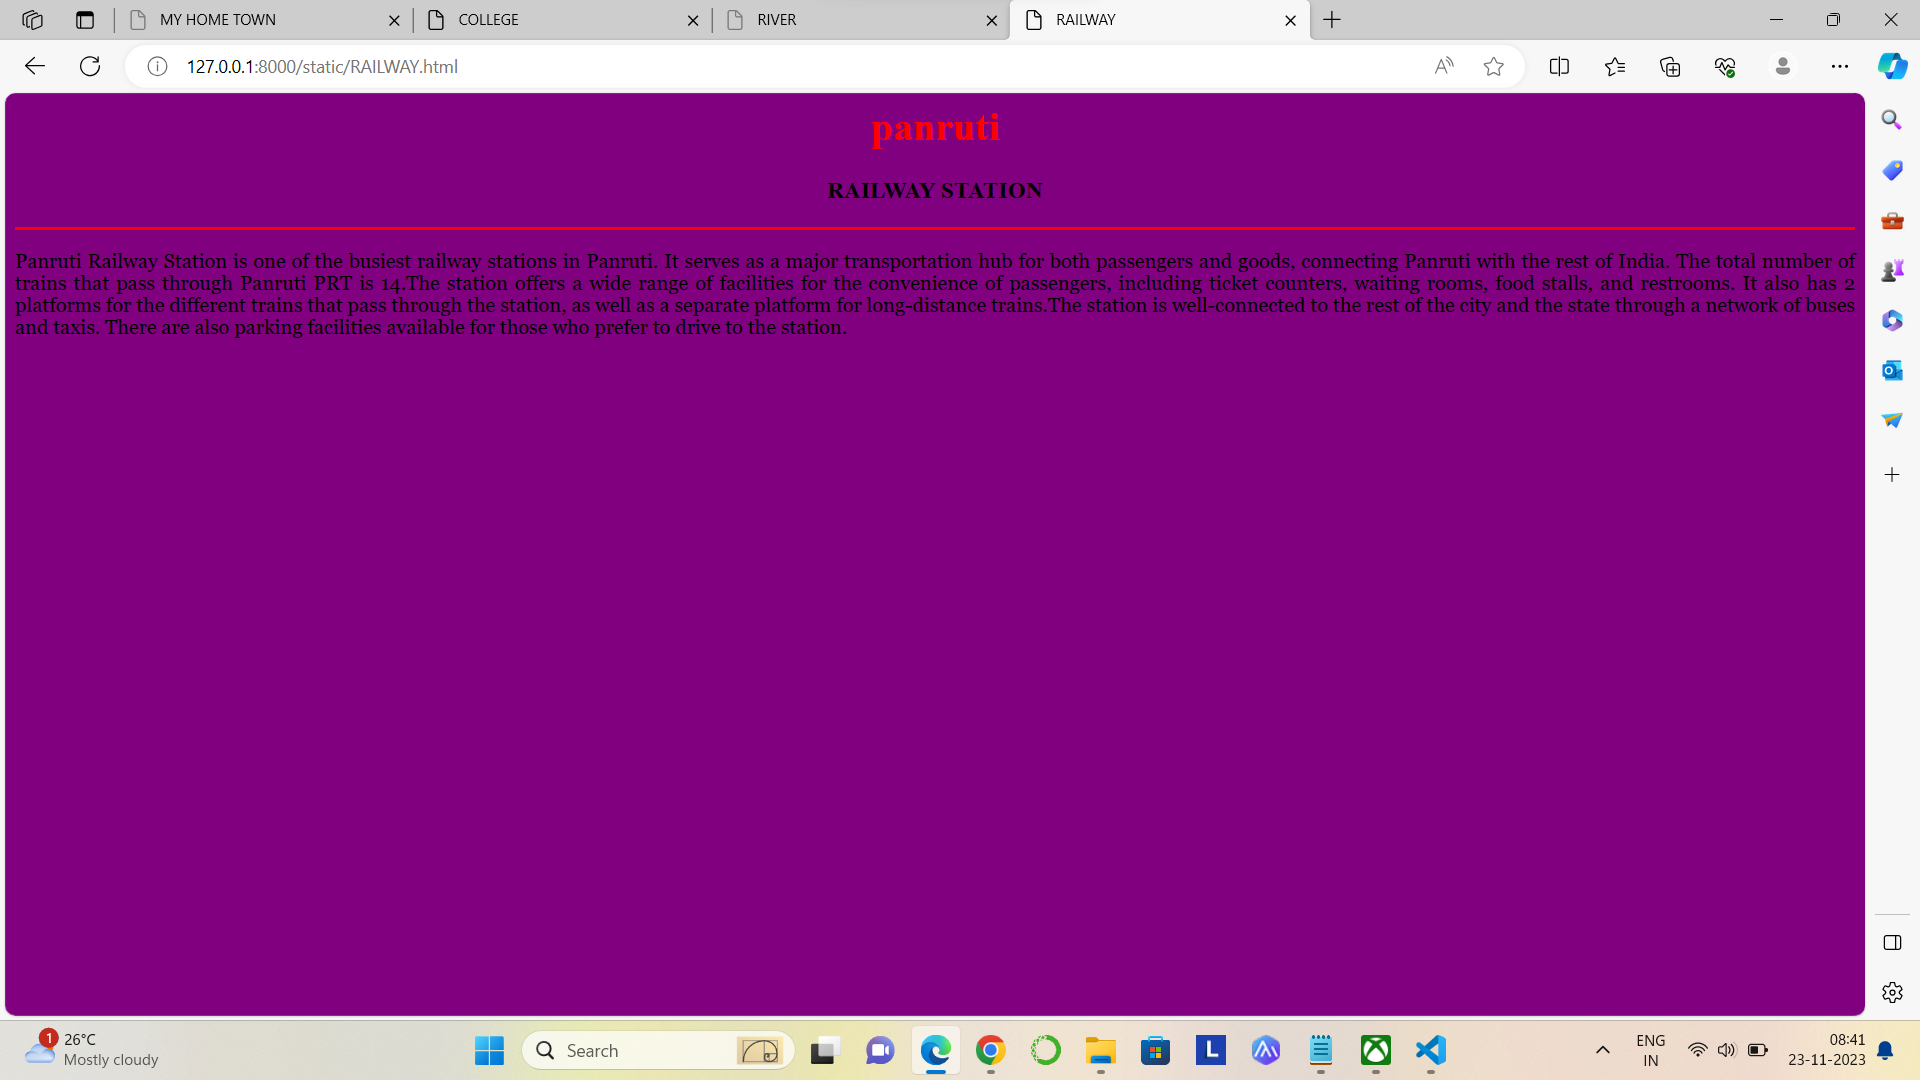 MY HOME TOWN
COLLEGE
RIVER
RAILWAY
127.0.0.1:8000/static/RAILWAY.html
panruti
RAILWAY STATION
Panruti Railway Station is one of the busiest railway stations in Panruti. It serves as a major transportation hub for both passengers and goods, connecting Panruti with the rest of India. The total number of
trains that pass through Panruti PRT is 14.The station offers a wide range of facilities for the convenience of passengers, including ticket counters, waiting rooms, food stalls, and restrooms. It also has 2
platforms for the different trains that pass through the station, as well as a separate platform for long-distance trains.The station is well-connected to the rest of the city and the state through a network of buses
and taxis. There are also parking facilities available for those who prefer to drive to the station.
1
26°C
Mostly cloudy
Search
L
ENG
IN
08:41
23-11-2023